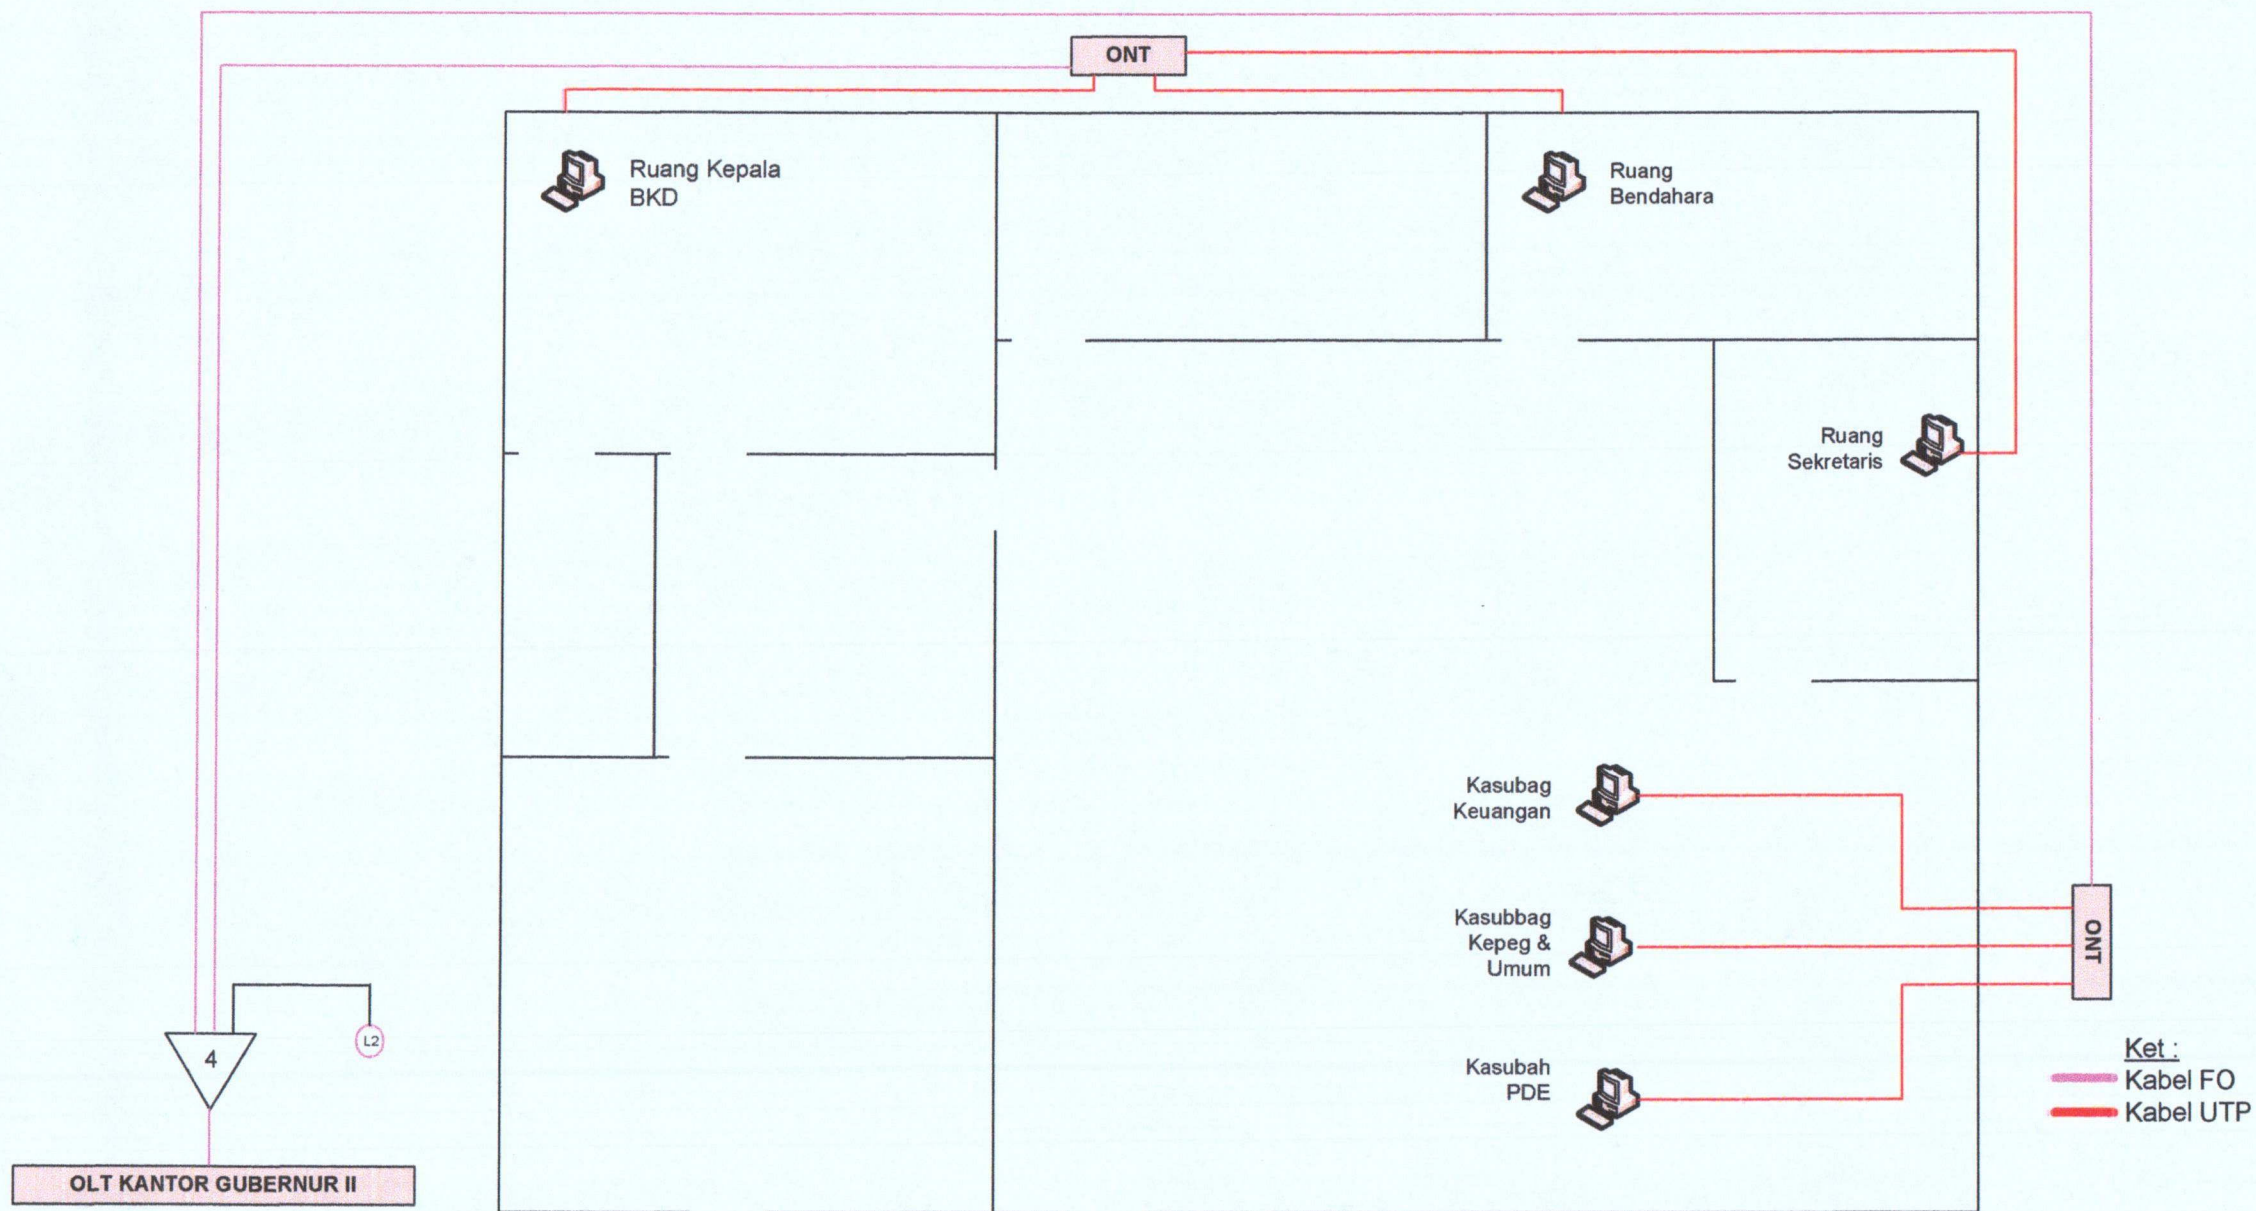 ONT
Ruang Kepala
BKD
Ruang
Bendahara
Ruang
Sekretaris
Kasubag
Keuangan
Kasubbag
Kepeg &
Umum
ONT
Kasubah
PDE
4
L2
OLT KANTOR GUBERNUR II
Ket :
Kabel FO
Kabel UTP